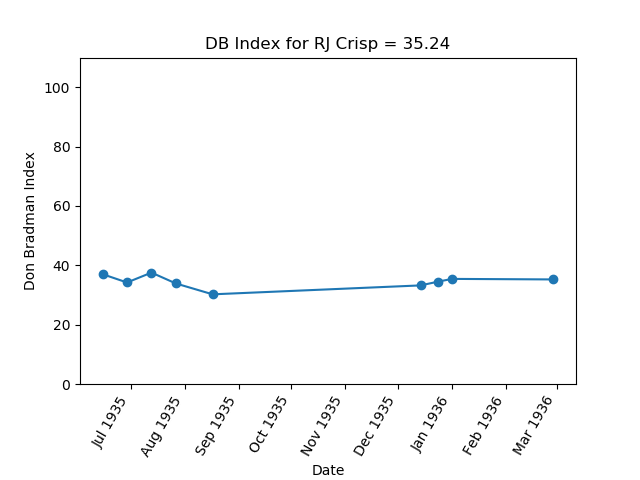 DB Index for RJ Crisp = 35.24
Don Bradman Index
100
80
60
40
20
0
Jul 1935
Aug 1935
Sep 1935
Oct 1935
Nov 1935
Dec 1935
Jan 1936
Feb 1936
Mar 1936
Date